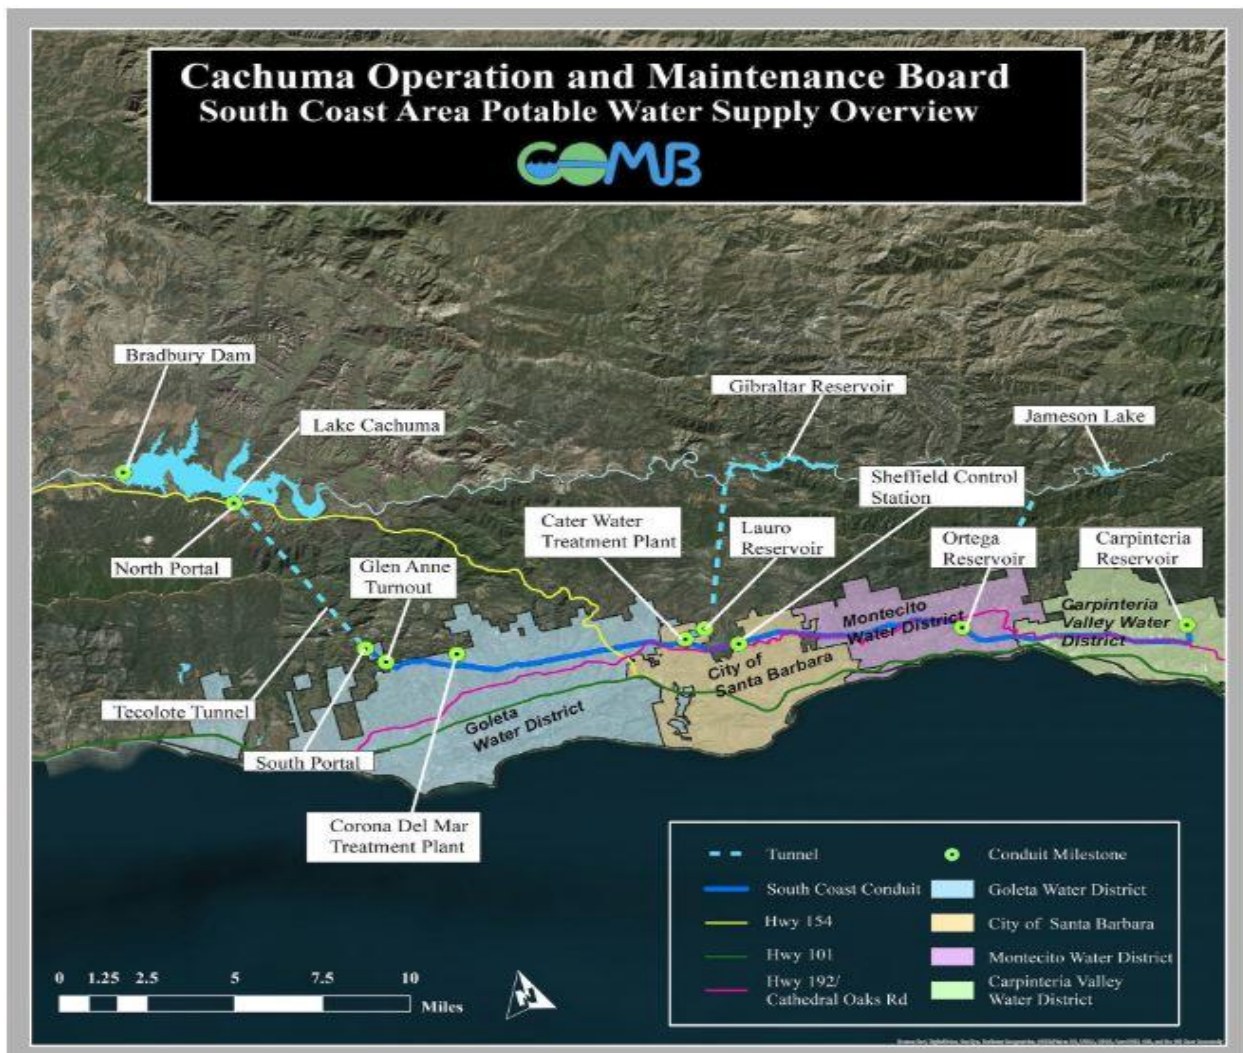 Cachuma Operation and Maintenance Board
South Coast Area Potable Water Supply Overview
COMB
Bradbury Dam
Lake Cachuma
Gibraltar Reservoir
Jameson Lake
Sheffield Control
Station
Cater Water
Treatment Plant
Lauro
Reservoir
Ortega
Reservoir
Carpinteria
Reservoir
North Portal
Glen Anne
Turnout
Montecito
Water District
Carpinteria
Valley Water
District
City of
Santa Barbara
Goleta
Water District
Tecolote Tunnel
South Portal
Corona Del Mar
Treatment Plant
Tunnel
South Coast Conduit
Hwy 154
Hwy 101
Hwy 192/
Cathedral Oaks Rd
Conduit Milestone
Goleta Water District
City of Santa Barbara
Montecito Water District
Carpinteria Valley
Water District
0 1.25 2.5 5 7.5 10
Miles
N